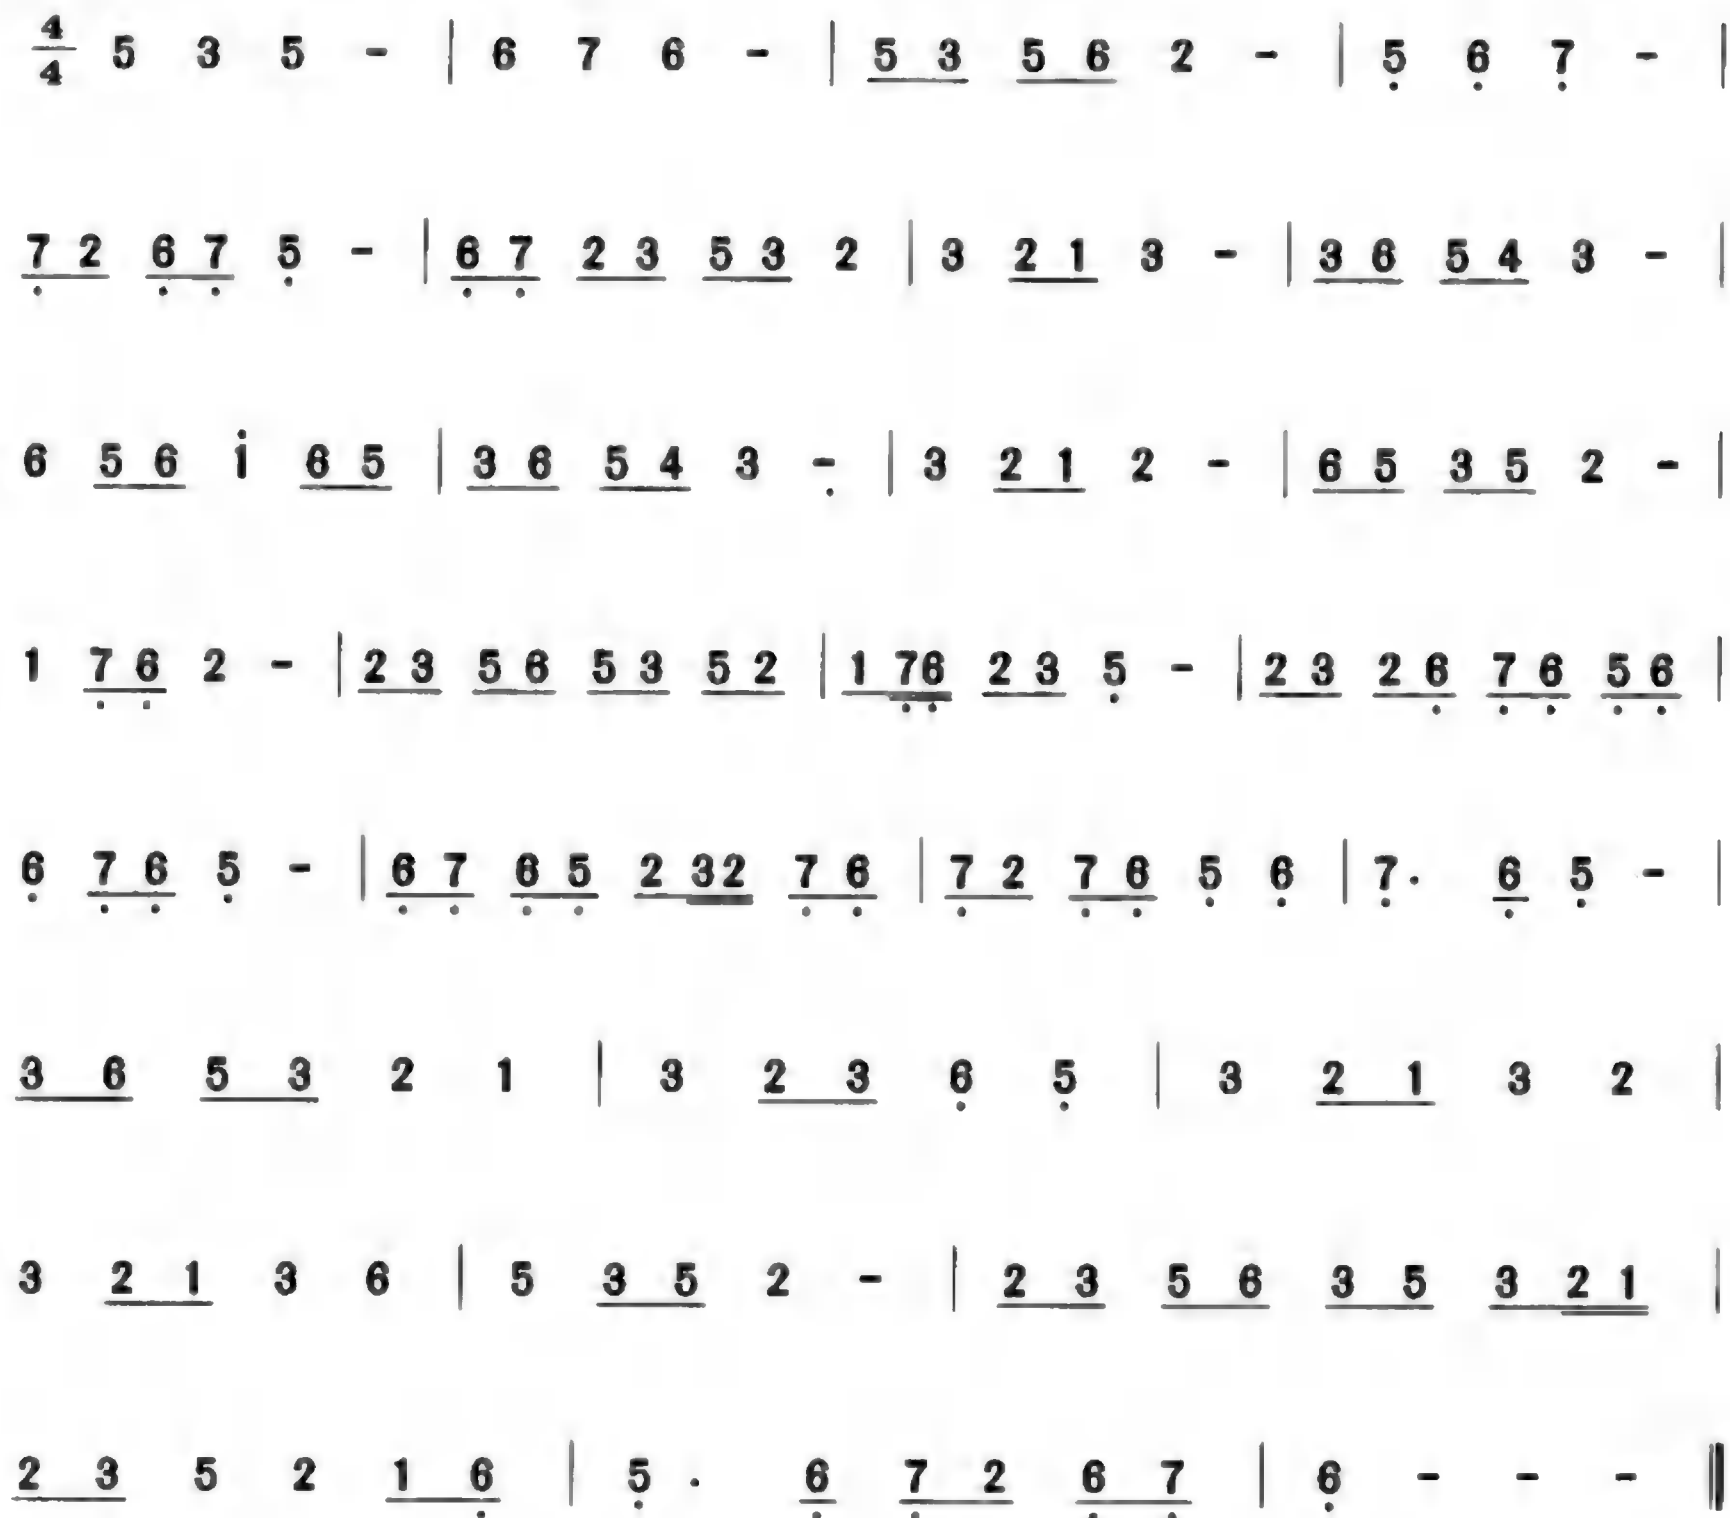 4/4 5 3 5 - | 6 7 6 - | 5 3 5 6 2 - | 5̣ 6̣ 7̣ - |
7̣ 2 6̣ 7̣ 5̣ - | 6̣ 7̣ 2 3 5 3 2 | 3 2 1 3 - | 3 6 5 4 3 - |
6 5 6 1̇ 6 5 | 3 6 5 4 3 -̣ | 3 2 1 2 - | 6 5 3 5 2 - |
1 7̣ 6̣ 2 - | 2 3 5 6 5 3 5 2 | 1 7̣6̣ 2 3 5̣ - | 2 3 2 6̣ 7̣ 6̣ 5̣ 6̣ |
6̣ 7̣ 6̣ 5̣ - | 6̣ 7̣ 6̣ 5̣ 2 32 7̣ 6̣ | 7̣ 2 7̣ 6̣ 5̣ 6̣ | 7̣· 6̣ 5̣ - |
3 6 5 3 2 1 | 3 2 3 6̣ 5̣ | 3 2 1 3 2 |
3 2 1 3 6 | 5 3 5 2 - | 2 3 5 6 3 5 3 2 1 |
2 3 5 2 1 6̣ | 5̣ · 6̣ 7̣ 2 6̣ 7̣ | 6̣ - - - ‖